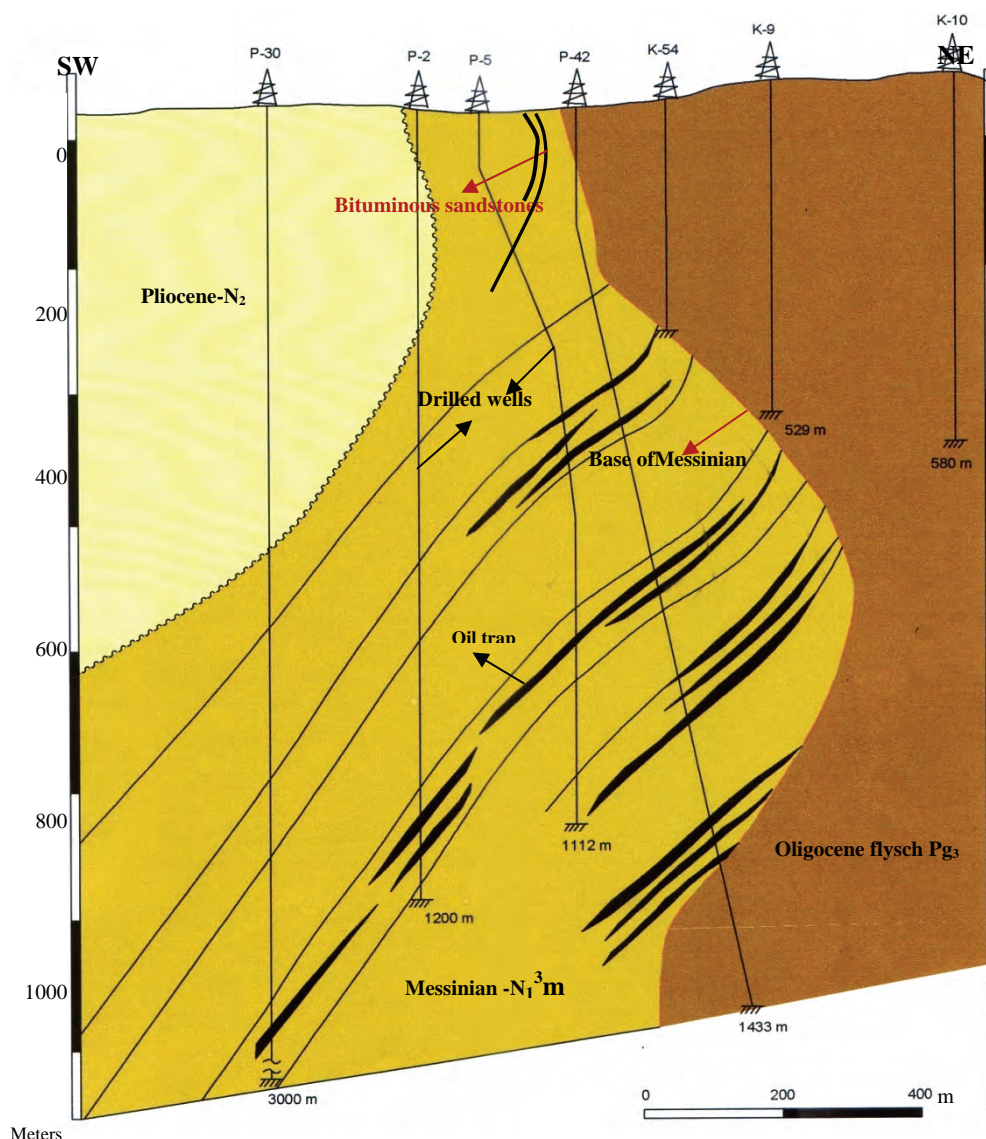 K-10
K-9
P-30
P-2
P-5
P-42
K-54
SW
NE
0
Bituminous sandstones
Pliocene-N₂
200
Drilled wells
529 m
Base ofMessinian
400
580 m
600
Oil trap
800
1112 m
Oligocene flysch Pg₃
1200 m
1000
Messinian -N₁³m
1433 m
3000 m
0
200
400 m
Meters